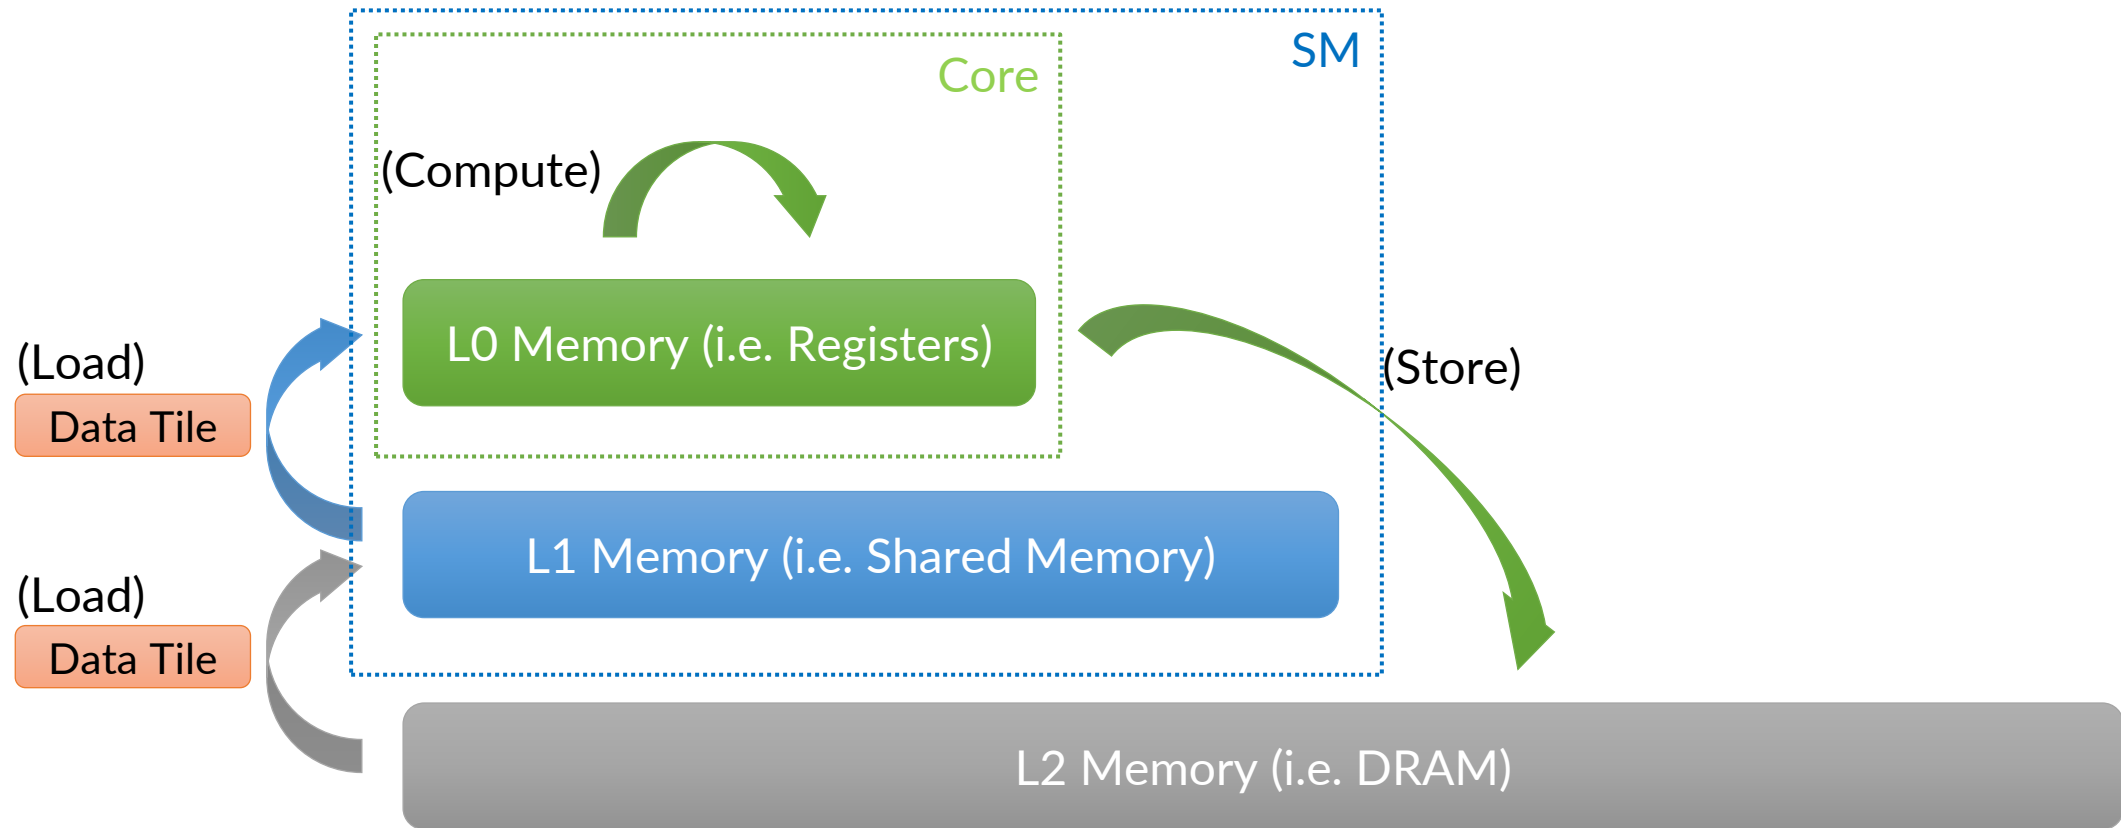 SM
Core
(Compute)
L0 Memory (i.e. Registers)
(Load)
Data Tile
(Store)
L1 Memory (i.e. Shared Memory)
(Load)
Data Tile
L2 Memory (i.e. DRAM)